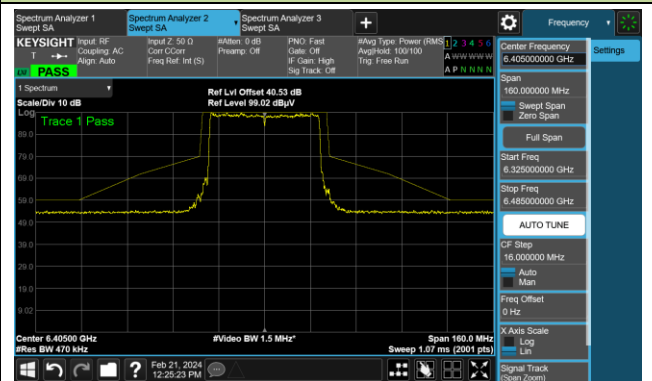 Spectrum Analyzer 1
Swept SA
Spectrum Analyzer 2
Swept SA
Spectrum Analyzer 3
Swept SA
Frequency
KEYSIGHT
Input: RF
Coupling: AC
Align: Auto
Input Z: 50 Ω
Corr CCorr
Freq Ref: Int (S)
#Atten: 0 dB
Preamp: Off
PNO: Fast
Gate: Off
IF Gain: High
Sig Track: Off
#Avg Type: Power (RMS)
Avg|Hold: 100/100
Trig: Free Run
1 2 3 4 5 6
A W W W W W
A P N N N N
PASS
1 Spectrum
Scale/Div 10 dB
Ref Lvl Offset 40.53 dB
Ref Level 99.02 dBµV
Log
Trace 1 Pass
89.0
79.0
69.0
59.0
49.0
39.0
29.0
19.0
9.02
Center 6.40500 GHz
#Res BW 470 kHz
#Video BW 1.5 MHz*
Span 160.0 MHz
Sweep 1.07 ms (2001 pts)
Feb 21, 2024
12:25:23 PM
Center Frequency
6.405000000 GHz
Settings
Span
160.000000 MHz
Swept Span
Zero Span
Full Span
Start Freq
6.325000000 GHz
Stop Freq
6.485000000 GHz
AUTO TUNE
CF Step
16.000000 MHz
Auto
Man
Freq Offset
0 Hz
X Axis Scale
Log
Lin
Signal Track
(Span Zoom)